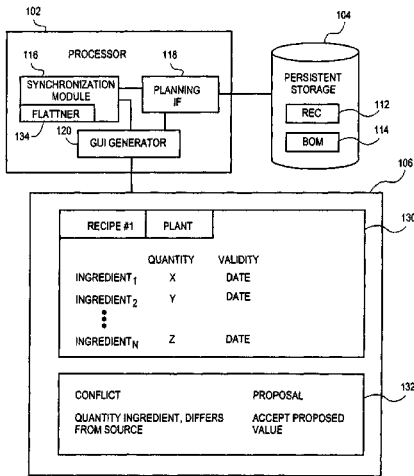 102
104
PROCESSOR
116
118
SYNCHRONIZATION
MODULE
PLANNING
IF
PERSISTENT
STORAGE
FLATTNER
134
120
REC
112
GUI GENERATOR
BOM
114
106
RECIPE #1
PLANT
130
QUANTITY
VALIDITY
INGREDIENT1
X
DATE
INGREDIENT2
Y
DATE
INGREDIENTN
Z
DATE
132
CONFLICT
PROPOSAL
QUANTITY INGREDIENT, DIFFERS
FROM SOURCE
ACCEPT PROPOSED
VALUE